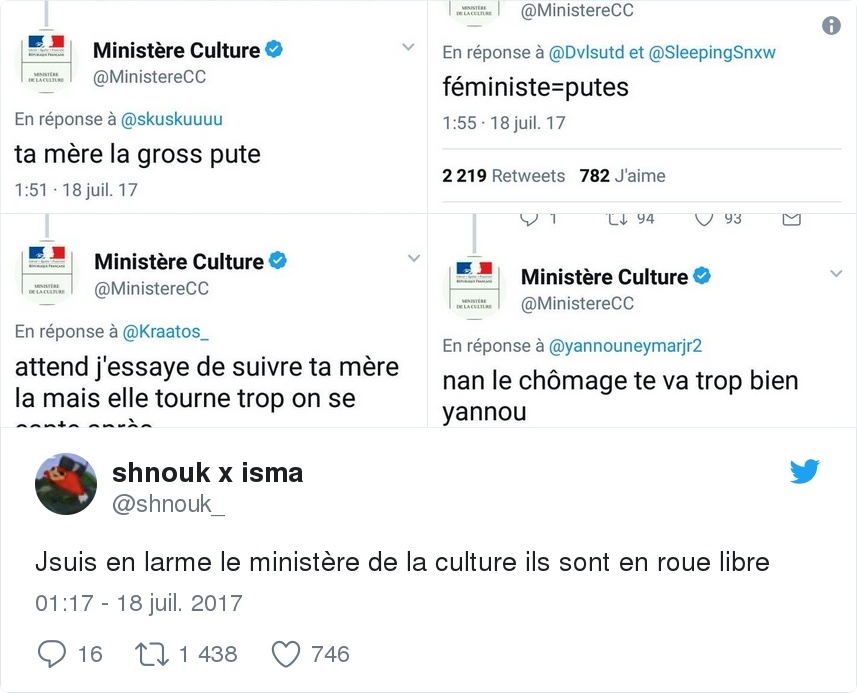 Ministère Culture
@MinistereCC
En réponse à @skuskuuuu
ta mère la gross pute
1:51 · 18 juil. 17
@MinistereCC
En réponse à @Dvlsutd et @SleepingSnxw
féministe=putes
1:55 · 18 juil. 17
2 219 Retweets 782 J'aime
Ministère Culture
@MinistereCC
En réponse à @Kraatos_
attend j'essaye de suivre ta mère
la mais elle tourne trop on se
1 94 93
MINISTÈRE
DE LA CULTURE
Ministère Culture
@MinistereCC
En réponse à @yannouneymarjr2
nan le chômage te va trop bien
yannou
shnouk x isma
@shnouk_
Jsuis en larme le ministère de la culture ils sont en roue libre
01:17 - 18 juil. 2017
16 1 438 746